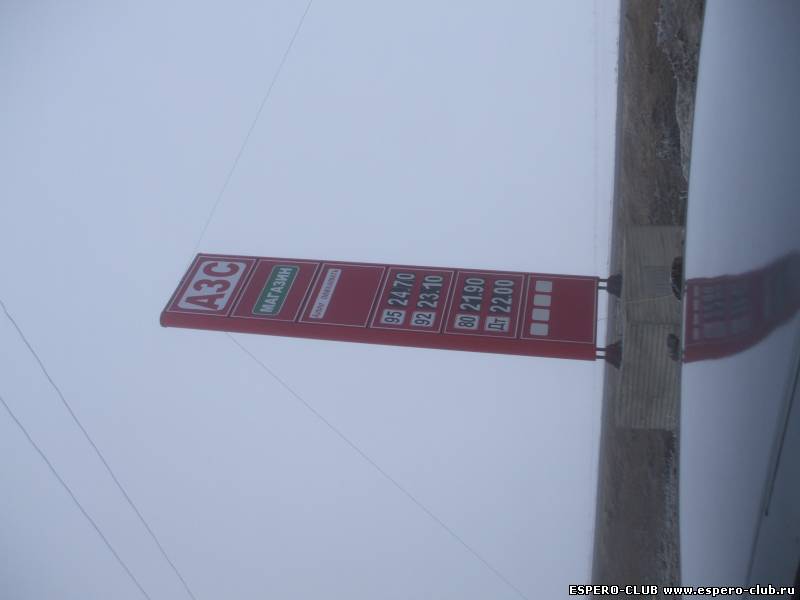 АЗС
МАГАЗИН
95 24.70
92 23.10
80 21.90
Дт 22.00
ESPERO-CLUB www.espero-club.ru